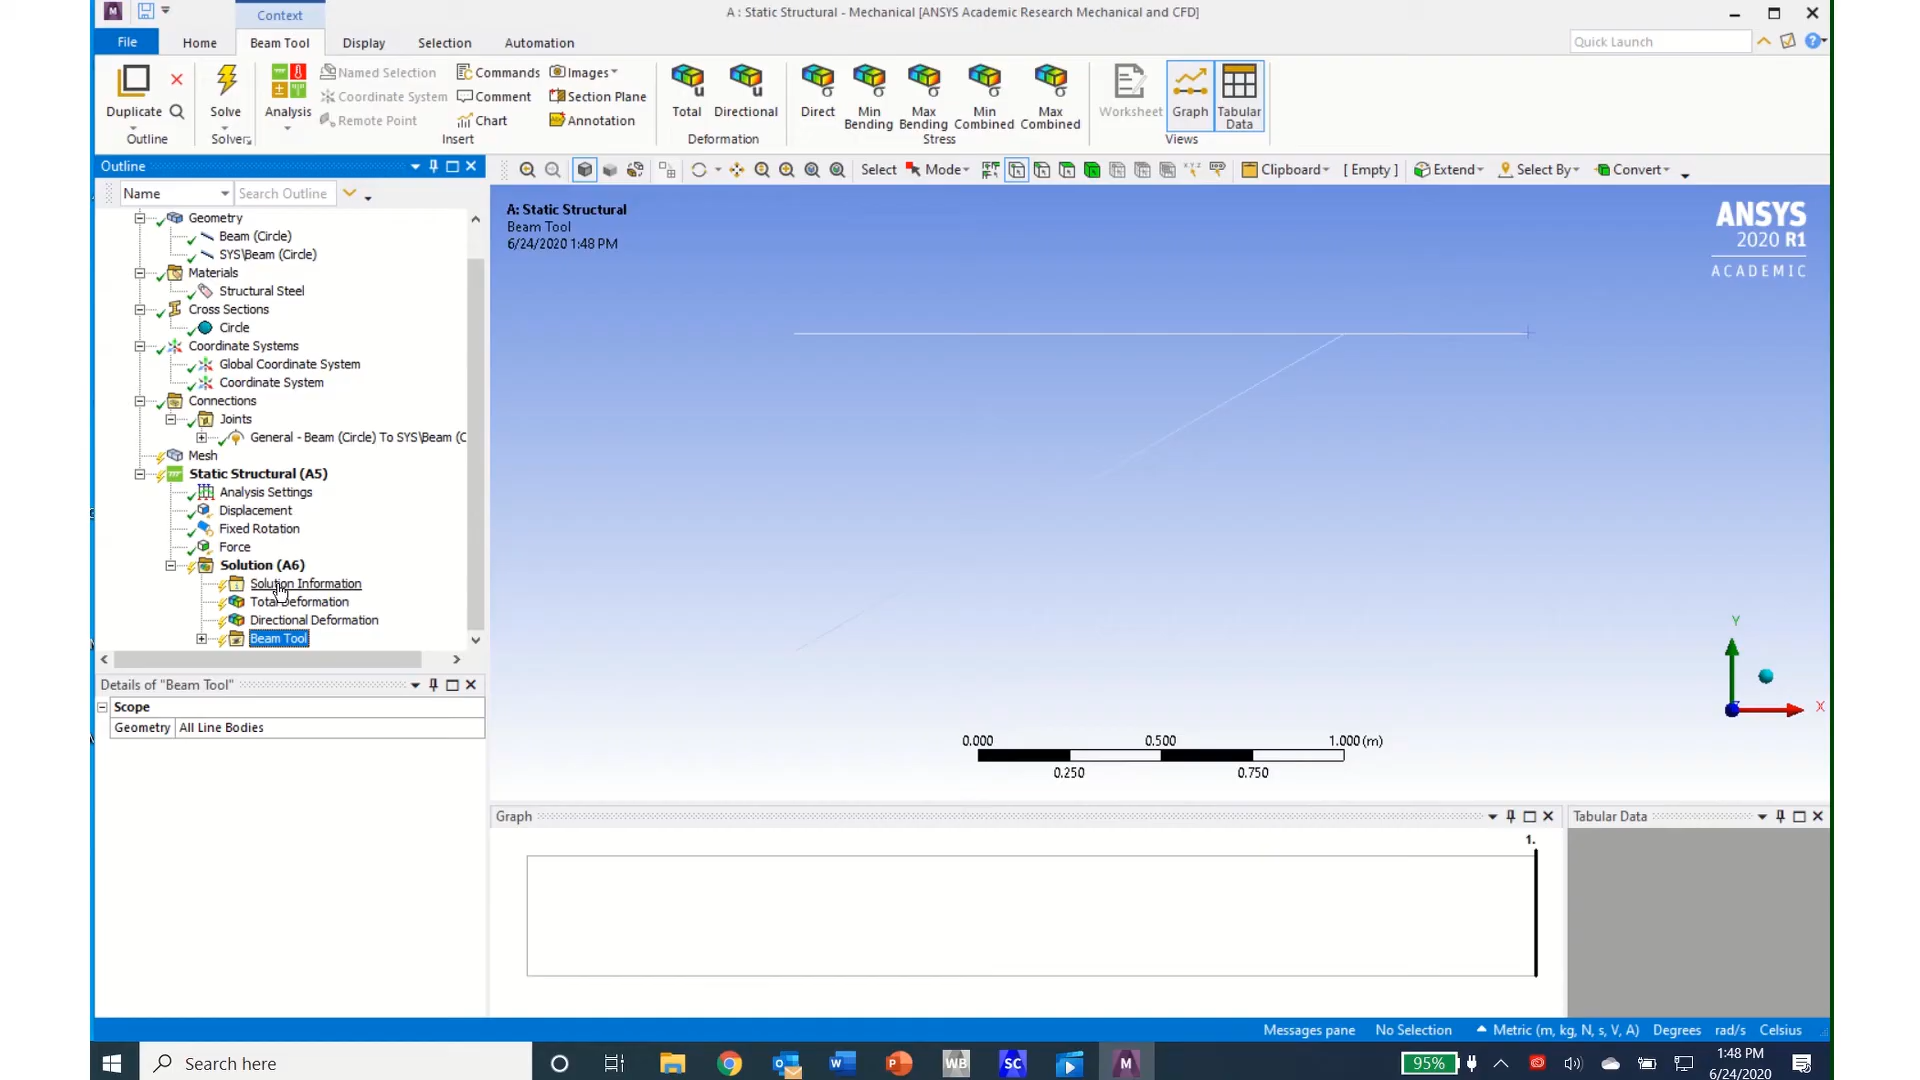 Context
A : Static Structural - Mechanical [ANSYS Academic Research Mechanical and CFD]
File Home Beam Tool Display Selection Automation
Quick Launch
Duplicate
Outline
Solve
Solver
Analysis
Named Selection
Coordinate System
Remote Point
Commands
Comment
Chart
Images
Section Plane
Annotation
Insert
Total
Directional
Deformation
Direct
Min Bending
Max Bending
Min Combined
Max Combined
Stress
Worksheet
Graph
Tabular Data
Views
Outline
Name
Search Outline
Select Mode
Clipboard [ Empty ] Extend Select By Convert
Geometry
Beam (Circle)
SYS\Beam (Circle)
Materials
Structural Steel
Cross Sections
Circle
Coordinate Systems
Global Coordinate System
Coordinate System
Connections
Joints
General - Beam (Circle) To SYS\Beam (C
Mesh
Static Structural (A5)
Analysis Settings
Displacement
Fixed Rotation
Force
Solution (A6)
Solution Information
Total Deformation
Directional Deformation
Beam Tool
Details of "Beam Tool"
Scope
Geometry All Line Bodies
A: Static Structural
Beam Tool
6/24/2020 1:48 PM
ANSYS
2020 R1
ACADEMIC
Y
X
0.000 0.500 1.000 (m)
0.250 0.750
Graph
1.
Tabular Data
Messages pane No Selection Metric (m, kg, N, s, V, A) Degrees rad/s Celsius
Search here
WB
SC
M
95%
1:48 PM
6/24/2020